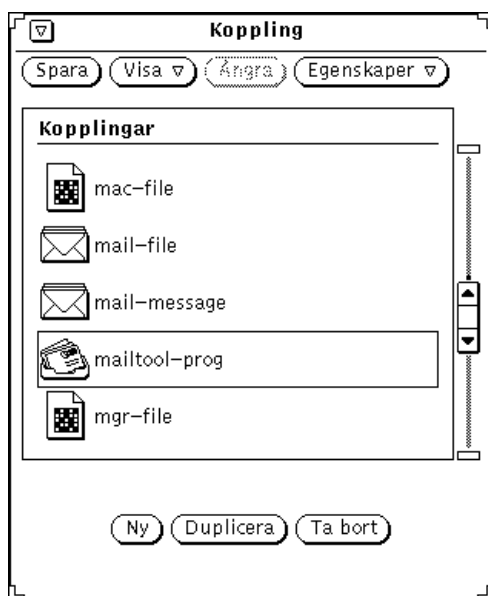 Koppling
Spara Visa Ångra Egenskaper
Kopplingar
mac-file
mail-file
mail-message
mailtool-prog
mgr-file
Ny Duplicera Ta bort